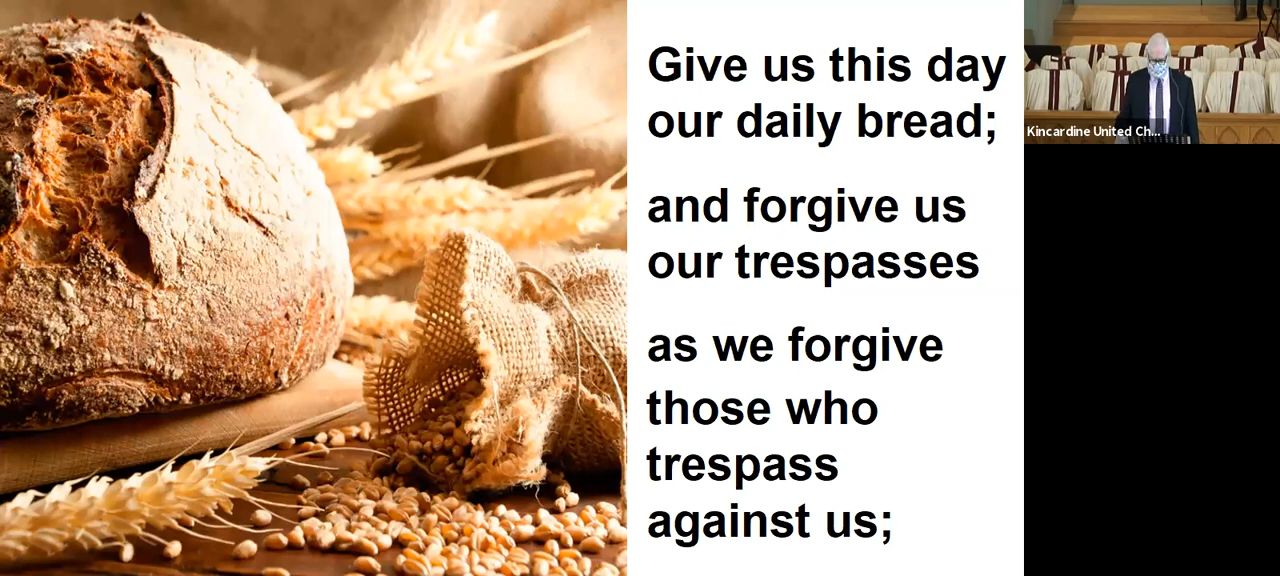 Give us this day
our daily bread;
and forgive us
our trespasses
as we forgive
those who
trespass
against us;
Kincardine United Ch...